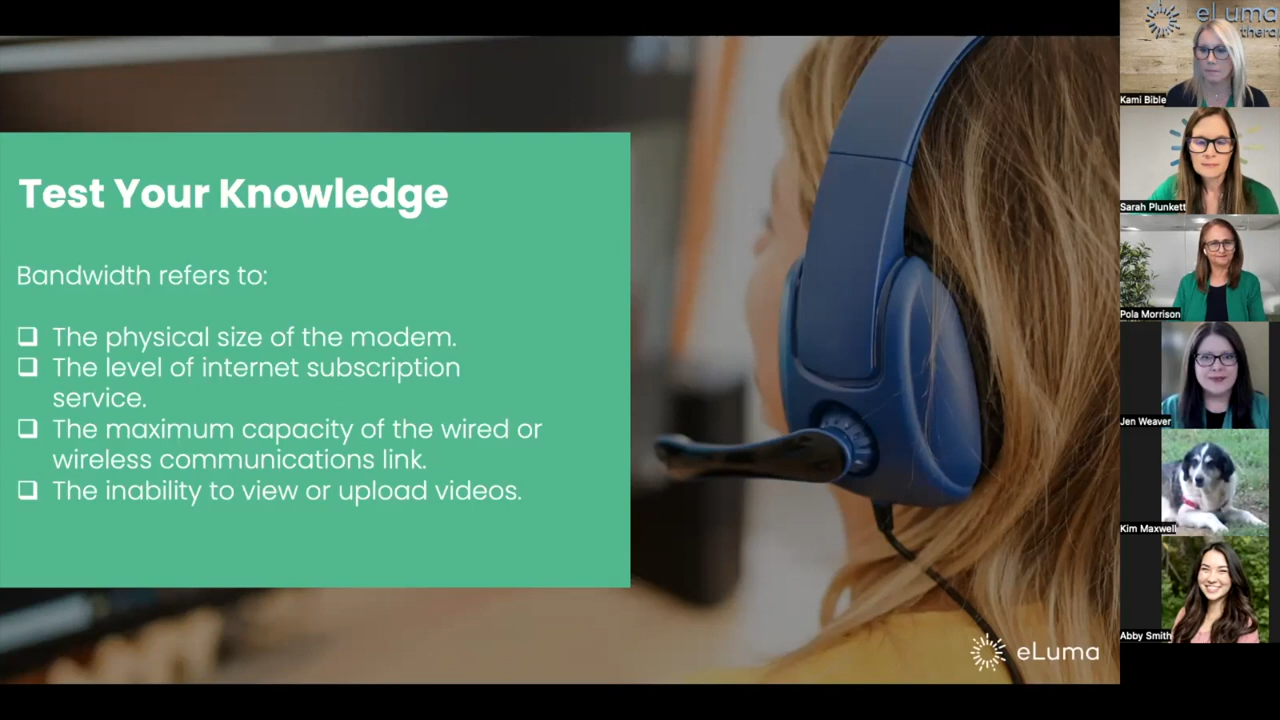 Test Your Knowledge
Bandwidth refers to:
❑ The physical size of the modem.
❑ The level of internet subscription
service.
❑ The maximum capacity of the wired or
wireless communications link.
❑ The inability to view or upload videos.
eLuma
eLuma
Kami Bible
Sarah Plunkett
Pola Morrison
Jen Weaver
Kim Maxwell
Abby Smith